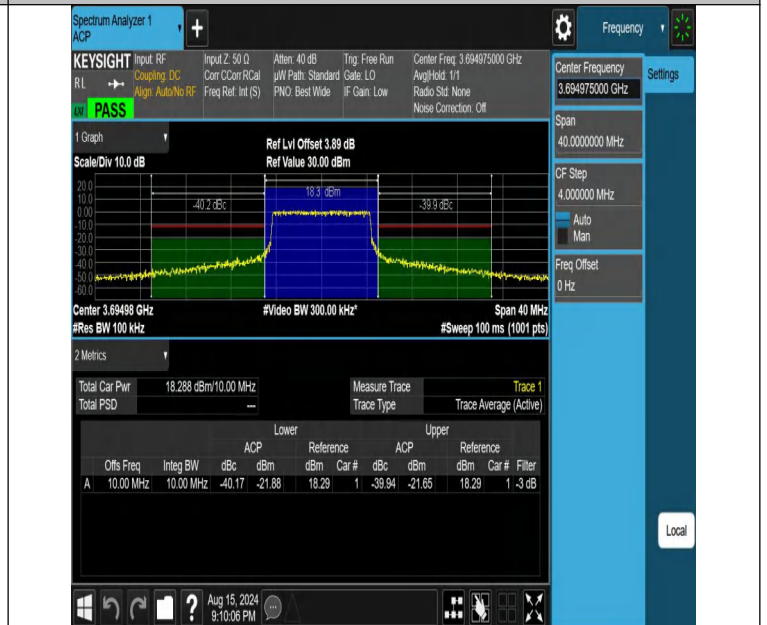 Spectrum Analyzer 1
ACP
+
Frequency
KEYSIGHT
RL
PASS
Input: RF
Coupling: DC
Align: Auto/No RF
Input Z: 50 Ω
Corr CCorr RCal
Freq Ref: Int (S)
Atten: 40 dB
µW Path: Standard
PNO: Best Wide
Trig: Free Run
Gate: LO
IF Gain: Low
Center Freq: 3.694975000 GHz
Avg|Hold: 1/1
Radio Std: None
Noise Correction: Off
Center Frequency
3.694975000 GHz
Settings
Span
40.0000000 MHz
CF Step
4.000000 MHz
Auto
Man
Freq Offset
0 Hz
1 Graph
Scale/Div 10.0 dB
Ref Lvl Offset 3.89 dB
Ref Value 30.00 dBm
20.0
10.0
0.00
-10.0
-20.0
-30.0
-40.0
-50.0
-60.0
-40.2 dBc
18.3 dBm
-39.9 dBc
Center 3.69498 GHz
#Video BW 300.00 kHz*
Span 40 MHz
#Res BW 100 kHz
#Sweep 100 ms (1001 pts)
2 Metrics
Total Car Pwr 18.288 dBm/10.00 MHz
Measure Trace Trace 1
Total PSD ---
Trace Type Trace Average (Active)
Lower Upper
ACP Reference ACP Reference
Offs Freq Integ BW dBc dBm dBm Car # dBc dBm dBm Car # Filter
A 10.00 MHz 10.00 MHz -40.17 -21.88 18.29 1 -39.94 -21.65 18.29 1 -3 dB
Local
?
Aug 15, 2024
9:10:06 PM